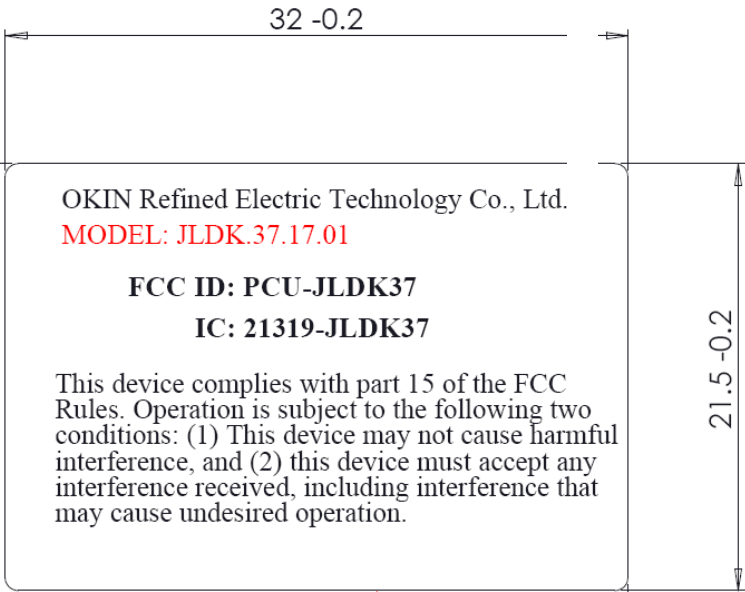 32 -0.2
OKIN Refined Electric Technology Co., Ltd.
MODEL: JLDK.37.17.01
FCC ID: PCU-JLDK37
IC: 21319-JLDK37
21.5 -0.2
This device complies with part 15 of the FCC
Rules. Operation is subject to the following two
conditions: (1) This device may not cause harmful
interference, and (2) this device must accept any
interference received, including interference that
may cause undesired operation.